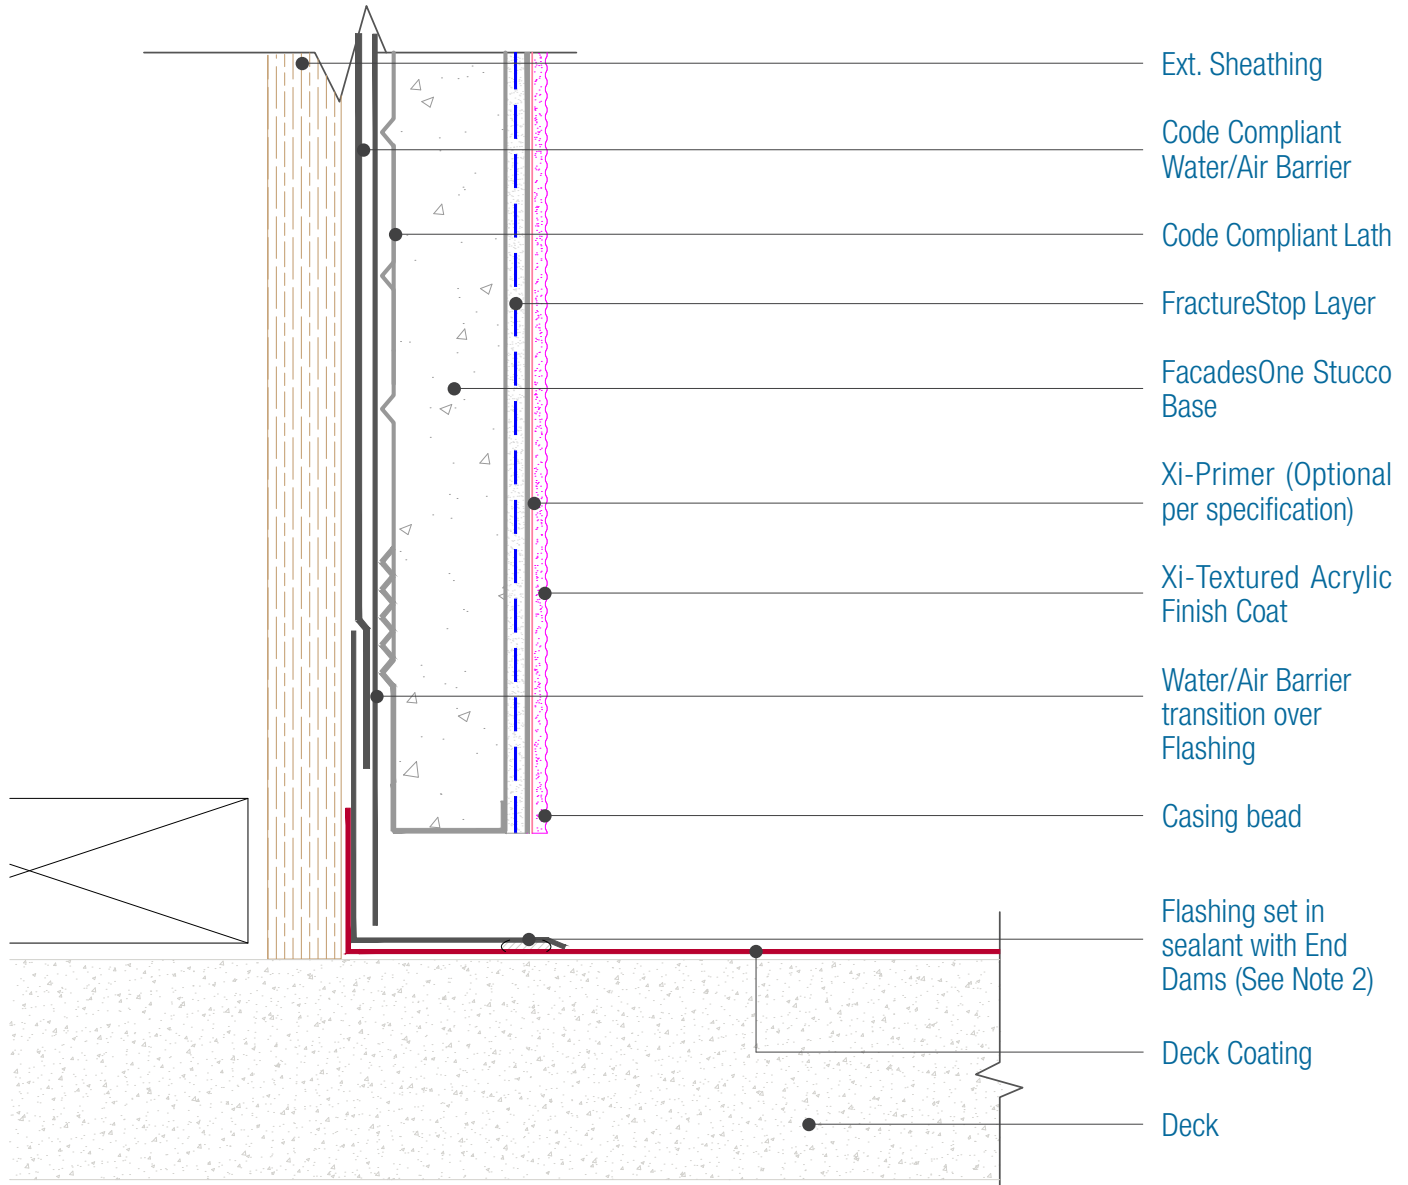 Ext. Sheathing
Code Compliant
Water/Air Barrier
Code Compliant Lath
FractureStop Layer
FacadesOne Stucco
Base
Xi-Primer (Optional
per specification)
Xi-Textured Acrylic
Finish Coat
Water/Air Barrier
transition over
Flashing
Casing bead
Flashing set in
sealant with End
Dams (See Note 2)
Deck Coating
Deck